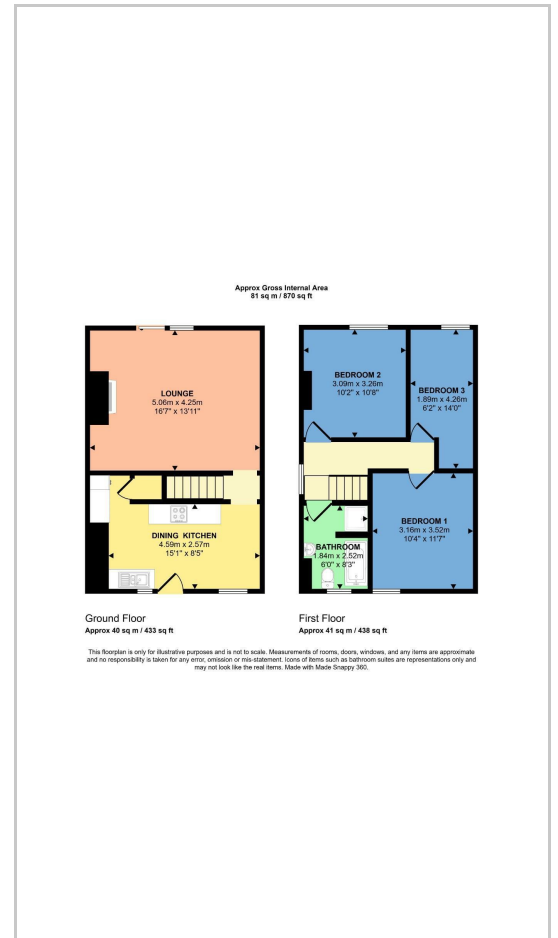 Approx Gross Internal Area
81 sq m / 870 sq ft
LOUNGE
5.06m x 4.25m
16'7" x 13'11"
DINING KITCHEN
4.59m x 2.57m
15'1" x 8'5"
BEDROOM 2
3.09m x 3.26m
10'2" x 10'8"
BEDROOM 3
1.89m x 4.26m
6'2" x 14'0"
BEDROOM 1
3.16m x 3.52m
10'4" x 11'7"
BATHROOM
1.84m x 2.52m
6'0" x 8'3"
Ground Floor
Approx 40 sq m / 433 sq ft
First Floor
Approx 41 sq m / 438 sq ft
This floorplan is only for illustrative purposes and is not to scale. Measurements of rooms, doors, windows, and any items are approximate
and no responsibility is taken for any error, omission or mis-statement. Icons of items such as bathroom suites are representations only and
may not look like the real items. Made with Made Snappy 360.